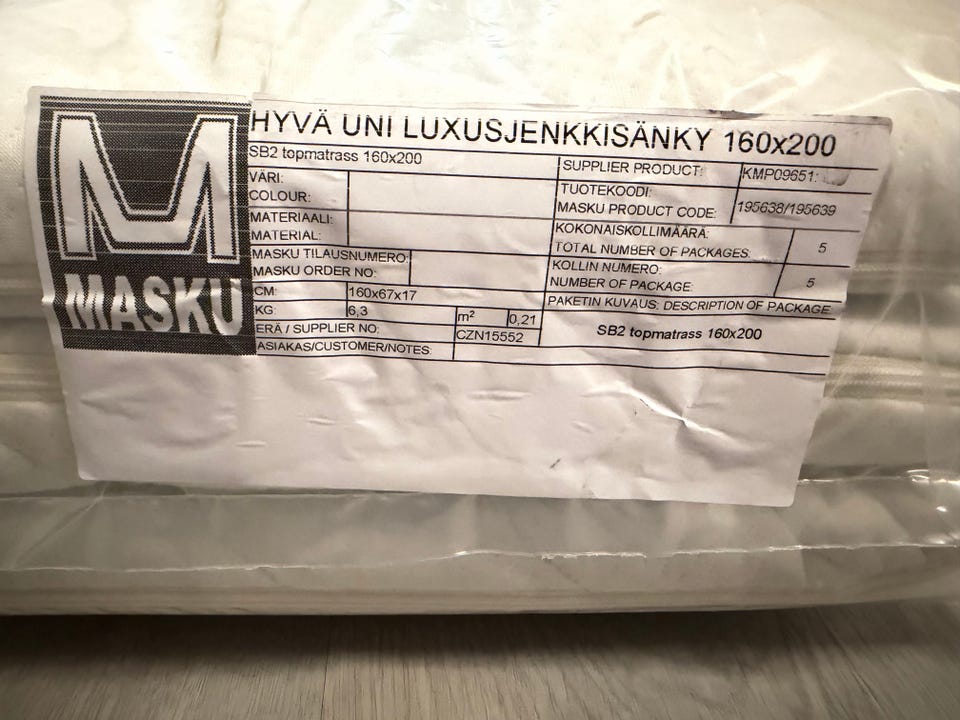 M
MASKU
HYVÄ UNI LUXUSJENKKISÄNKY 160x200
SB2 topmatrass 160x200
VÄRI:
COLOUR:
MATERIAALI:
MATERIAL:
MASKU TILAUSNUMERO:
MASKU ORDER NO:
CM: 160x67x17
KG: 6,3 m² 0,21
ERÄ / SUPPLIER NO: CZN15552
ASIAKAS/CUSTOMER/NOTES:
SUPPLIER PRODUCT: KMP09651:
TUOTEKOODI:
MASKU PRODUCT CODE: 195638/195639
KOKONAISKOLLIMÄÄRÄ:
TOTAL NUMBER OF PACKAGES: 5
KOLLIN NUMERO:
NUMBER OF PACKAGE: 5
PAKETIN KUVAUS: DESCRIPTION OF PACKAGE:
SB2 topmatrass 160x200